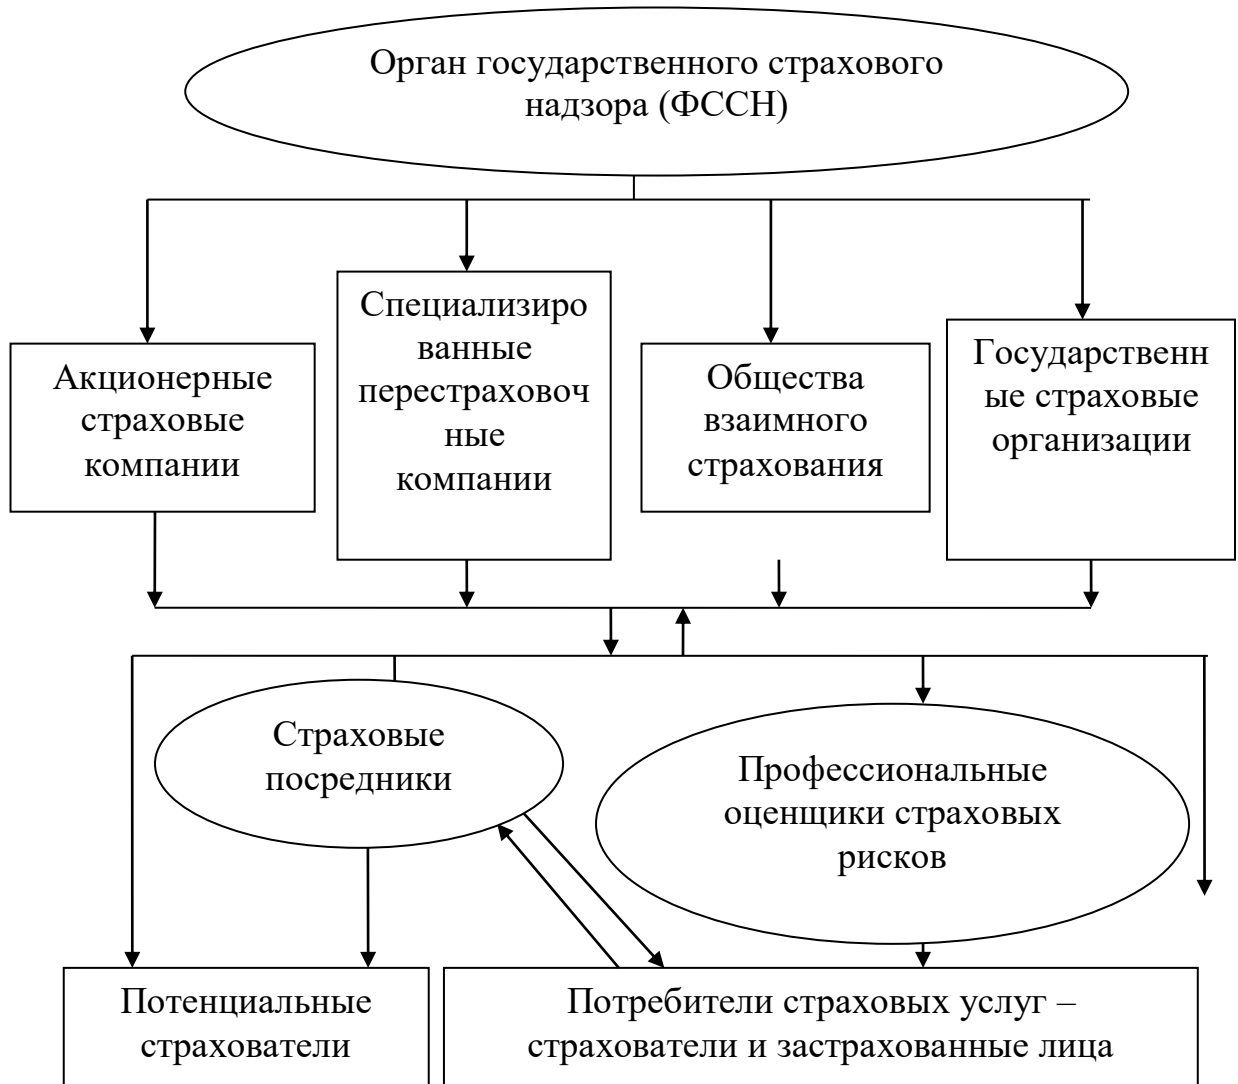 Орган государственного страхового
надзора (ФССН)
Акционерные
страховые
компании
Специализиро
ванные
перестраховоч
ные
компании
Общества
взаимного
страхования
Государственн
ые страховые
организации
Страховые
посредники
Профессиональные
оценщики страховых
рисков
Потенциальные
страхователи
Потребители страховых услуг –
страхователи и застрахованные лица